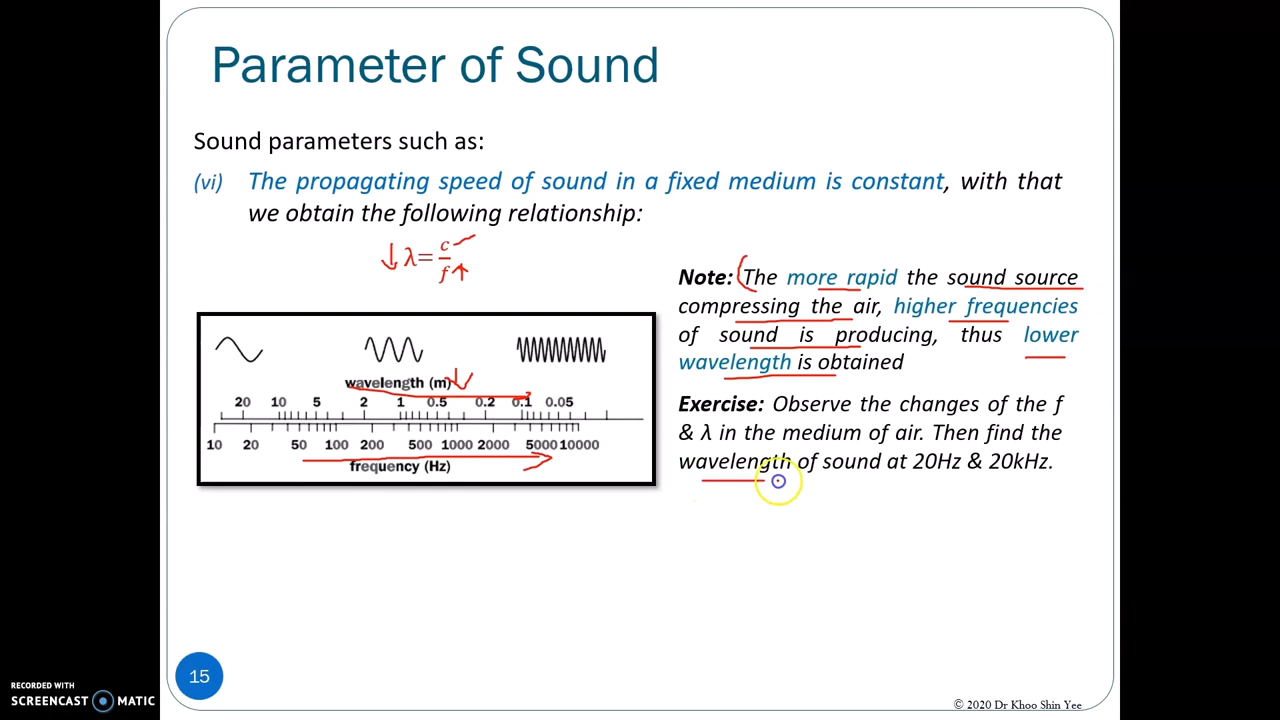 Parameter of Sound
Sound parameters such as:
(vi) The propagating speed of sound in a fixed medium is constant, with that
we obtain the following relationship:
↓ λ= c/f ↑
Note: (The more rapid the sound source
compressing the air, higher frequencies
of sound is producing, thus lower
wavelength is obtained
Exercise: Observe the changes of the f
& λ in the medium of air. Then find the
wavelength of sound at 20Hz & 20kHz.
wavelength (m) ↓
20 10 5 2 1 0.5 0.2 0.1 0.05
10 20 50 100 200 500 1000 2000 5000 10000
frequency (Hz)
15
RECORDED WITH
SCREENCAST MATIC
© 2020 Dr Khoo Shin Yee